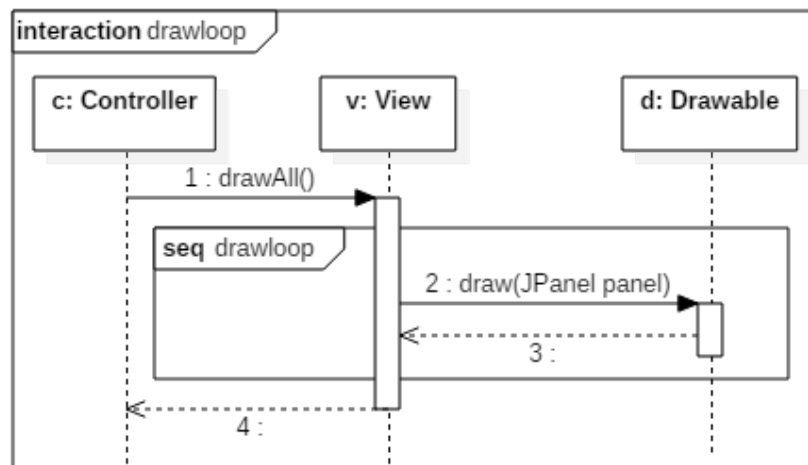 interaction drawloop
c: Controller
v: View
d: Drawable
1 : drawAll()
seq drawloop
2 : draw(JPanel panel)
3 :
4 :